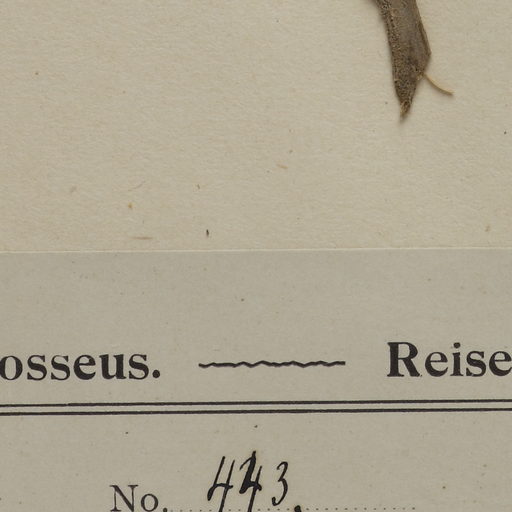 osseus. Reise
No. 443.